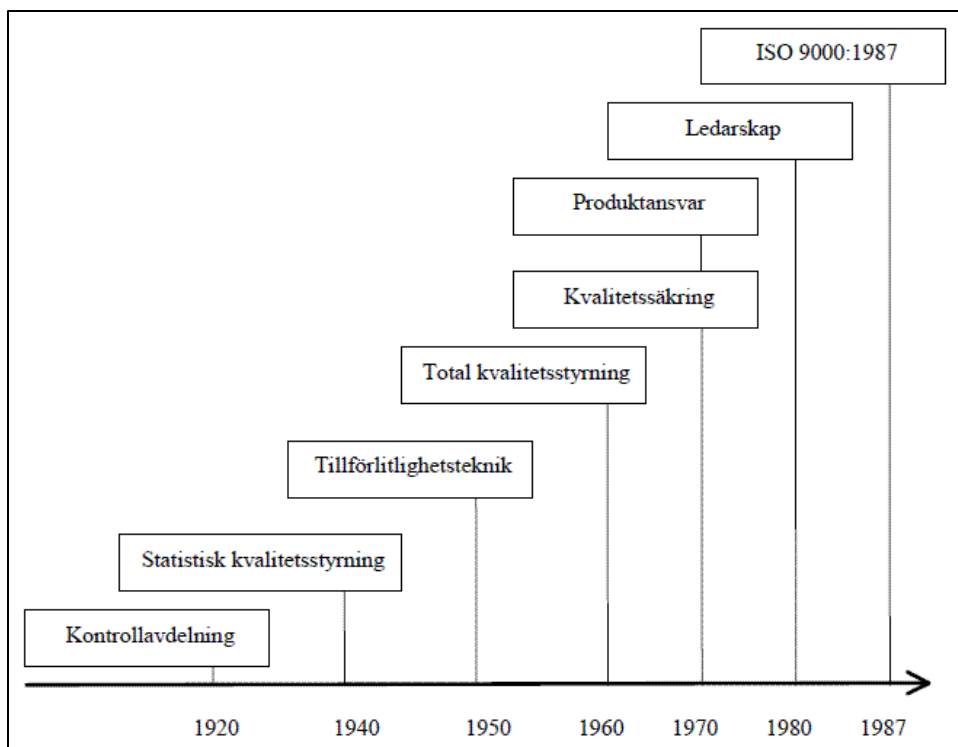 ISO 9000:1987
Ledarskap
Produktansvar
Kvalitetssäkring
Total kvalitetsstyrning
Tillförlitlighetsteknik
Statistisk kvalitetsstyrning
Kontrollavdelning
1920 1940 1950 1960 1970 1980 1987